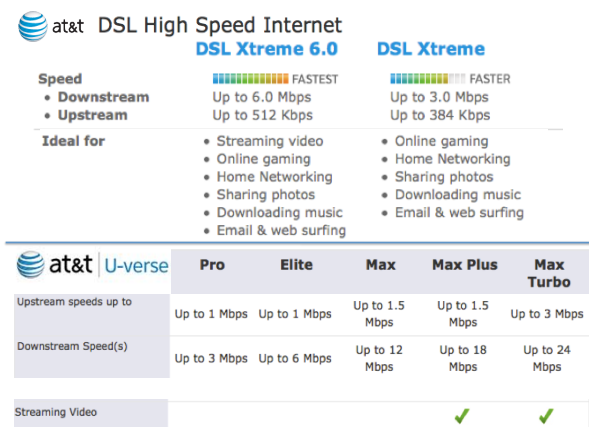 at&t DSL High Speed Internet
DSL Xtreme 6.0 DSL Xtreme
Speed FASTEST FASTER
• Downstream Up to 6.0 Mbps Up to 3.0 Mbps
• Upstream Up to 512 Kbps Up to 384 Kbps
Ideal for • Streaming video • Online gaming
• Online gaming • Home Networking
• Home Networking • Sharing photos
• Sharing photos • Downloading music
• Downloading music • Email & web surfing
• Email & web surfing
at&t U-verse Pro Elite Max Max Plus Max
Turbo
Upstream speeds up to Up to 1 Mbps Up to 1 Mbps Up to 1.5 Mbps Up to 1.5 Mbps Up to 3 Mbps
Downstream Speed(s) Up to 3 Mbps Up to 6 Mbps Up to 12 Mbps Up to 18 Mbps Up to 24 Mbps
Streaming Video ✓ ✓